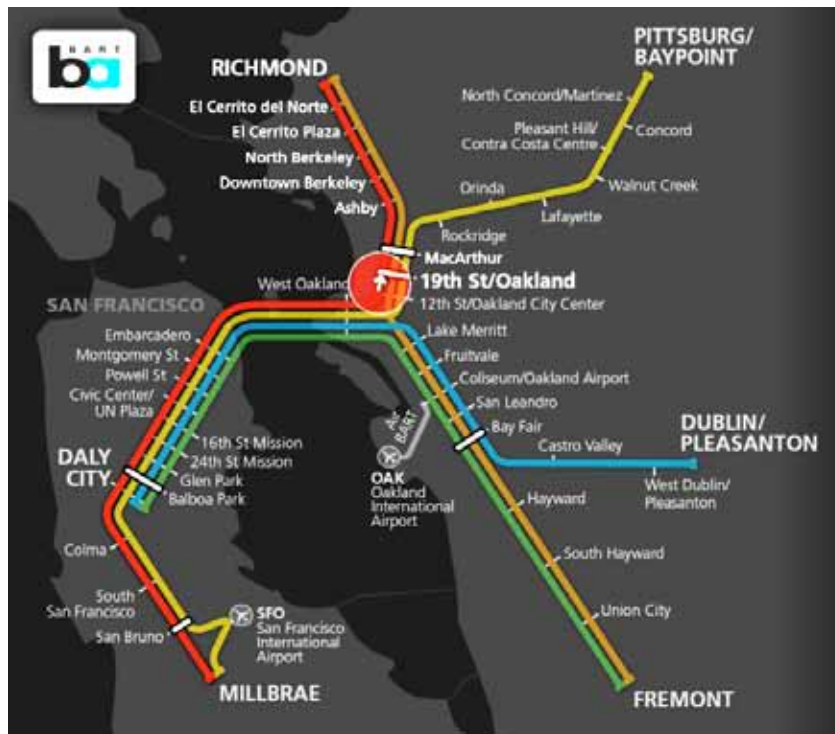 BART
ba
RICHMOND
El Cerrito del Norte
El Cerrito Plaza
North Berkeley
Downtown Berkeley
Ashby
PITTSBURG/
BAYPOINT
North Concord/Martinez
Concord
Pleasant Hill/
Contra Costa Centre
Walnut Creek
Orinda
Lafayette
Rockridge
MacArthur
19th St/Oakland
12th St/Oakland City Center
West Oakland
SAN FRANCISCO
Embarcadero
Montgomery St
Powell St
Civic Center/
UN Plaza
16th St Mission
24th St Mission
Glen Park
Balboa Park
DALY
CITY
Colma
South
San Francisco
San Bruno
SFO
San Francisco
International
Airport
MILLBRAE
Lake Merritt
Fruitvale
Coliseum/Oakland Airport
San Leandro
Bay Fair
Air
BART
OAK
Oakland
International
Airport
Castro Valley
DUBLIN/
PLEASANTON
West Dublin/
Pleasanton
Hayward
South Hayward
Union City
FREMONT